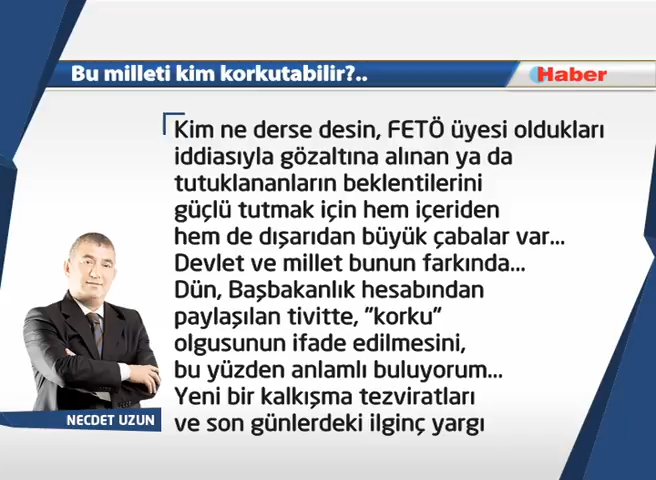 Bu milleti kim korkutabilir?..
Haber
Kim ne derse desin, FETÖ üyesi oldukları
iddiasıyla gözaltına alınan ya da
tutuklananların beklentilerini
güçlü tutmak için hem içeriden
hem de dışarıdan büyük çabalar var...
Devlet ve millet bunun farkında...
Dün, Başbakanlık hesabından
paylaşılan tivitte, "korku"
olgusunun ifade edilmesini,
bu yüzden anlamlı buluyorum...
Yeni bir kalkışma tezviratları
ve son günlerdeki ilginç yargı
NECDET UZUN